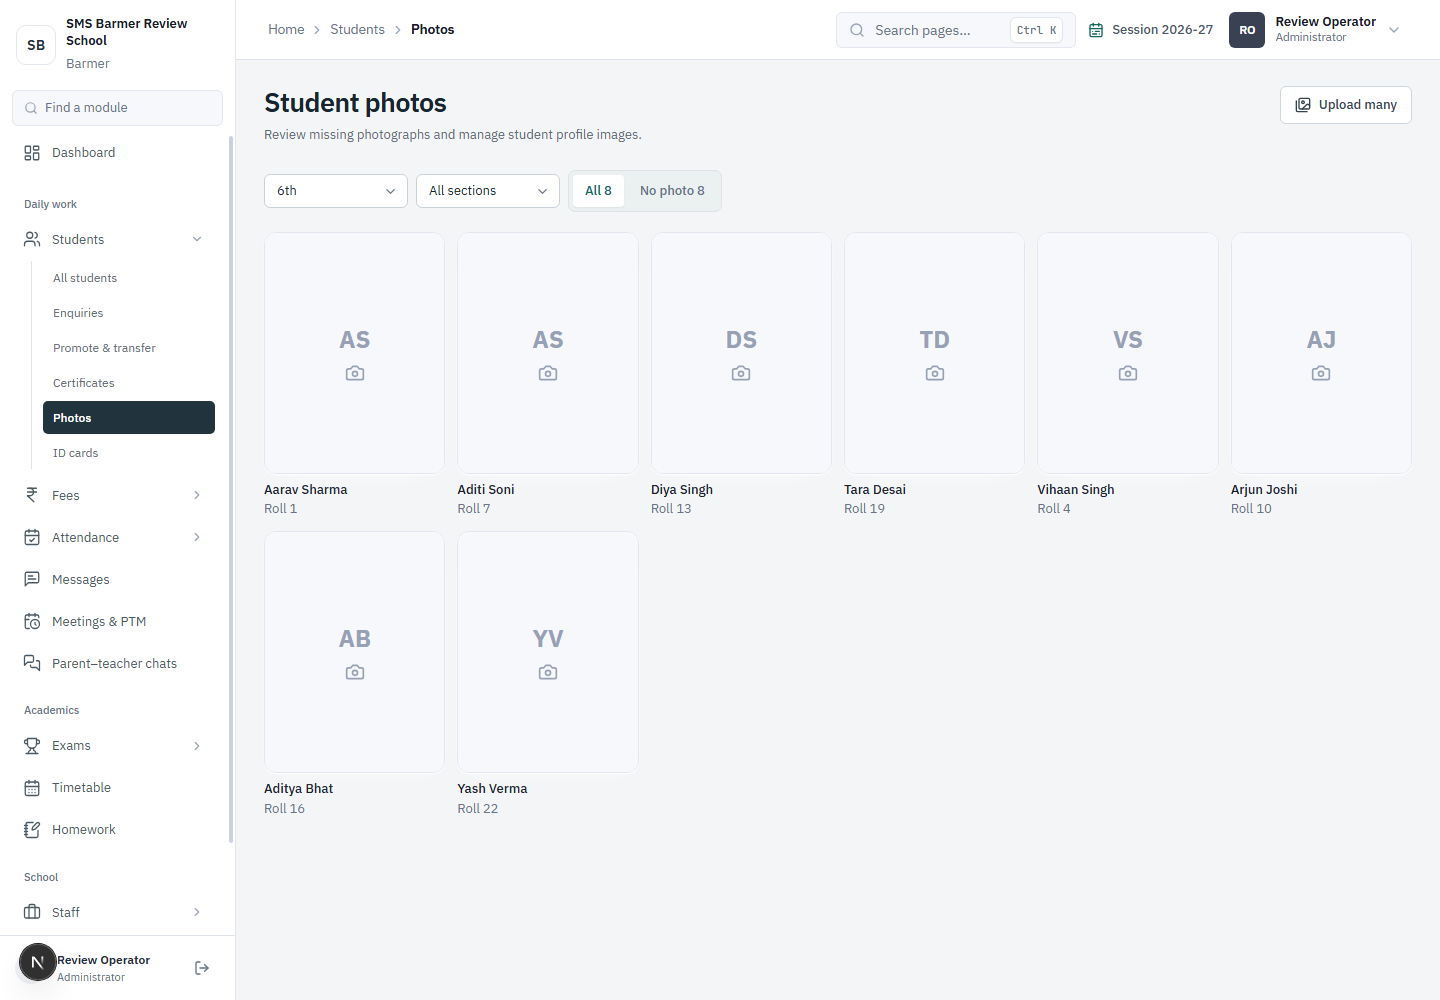 SB
SMS Barmer Review
School
Barmer
Find a module
Dashboard
Daily work
Students
All students
Enquiries
Promote & transfer
Certificates
Photos
ID cards
Fees
Attendance
Messages
Meetings & PTM
Parent–teacher chats
Academics
Exams
Timetable
Homework
School
Staff
N
Review Operator
Administrator
Home > Students > Photos
Search pages...
Ctrl K
Session 2026-27
RO
Review Operator
Administrator
Student photos
Review missing photographs and manage student profile images.
Upload many
6th
All sections
All 8
No photo 8
AS
AS
DS
TD
VS
AJ
Aarav Sharma
Roll 1
Aditi Soni
Roll 7
Diya Singh
Roll 13
Tara Desai
Roll 19
Vihaan Singh
Roll 4
Arjun Joshi
Roll 10
AB
YV
Aditya Bhat
Roll 16
Yash Verma
Roll 22